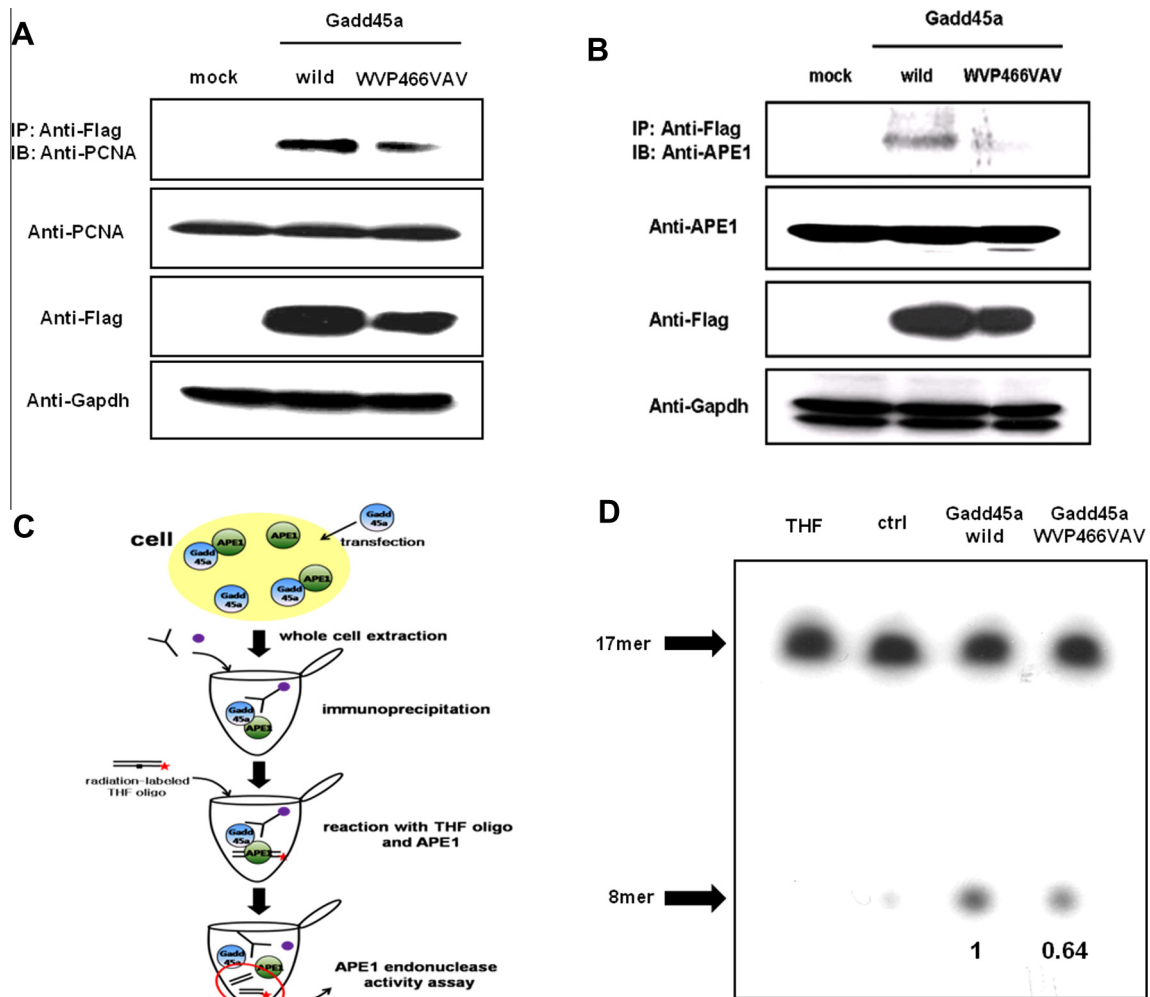 A
Gadd45a
mock wild WVP466VAV
IP: Anti-Flag
IB: Anti-PCNA
Anti-PCNA
Anti-Flag
Anti-Gapdh
B
Gadd45a
mock wild WVP466VAV
IP: Anti-Flag
IB: Anti-APE1
Anti-APE1
Anti-Flag
Anti-Gapdh
C
cell
Gadd
45a
transfection
APE1
APE1
Gadd
45a
Gadd
45a
APE1
Gadd
45a
whole cell extraction
Gadd
45a
APE1
immunoprecipitation
radiation-labeled
THF oligo
Gadd
45a
APE1
reaction with THF oligo
and APE1
Gadd
45a
APE1
APE1 endonuclease
activity assay
D
THF ctrl Gadd45a wild Gadd45a WVP466VAV
17mer
8mer
1 0.64